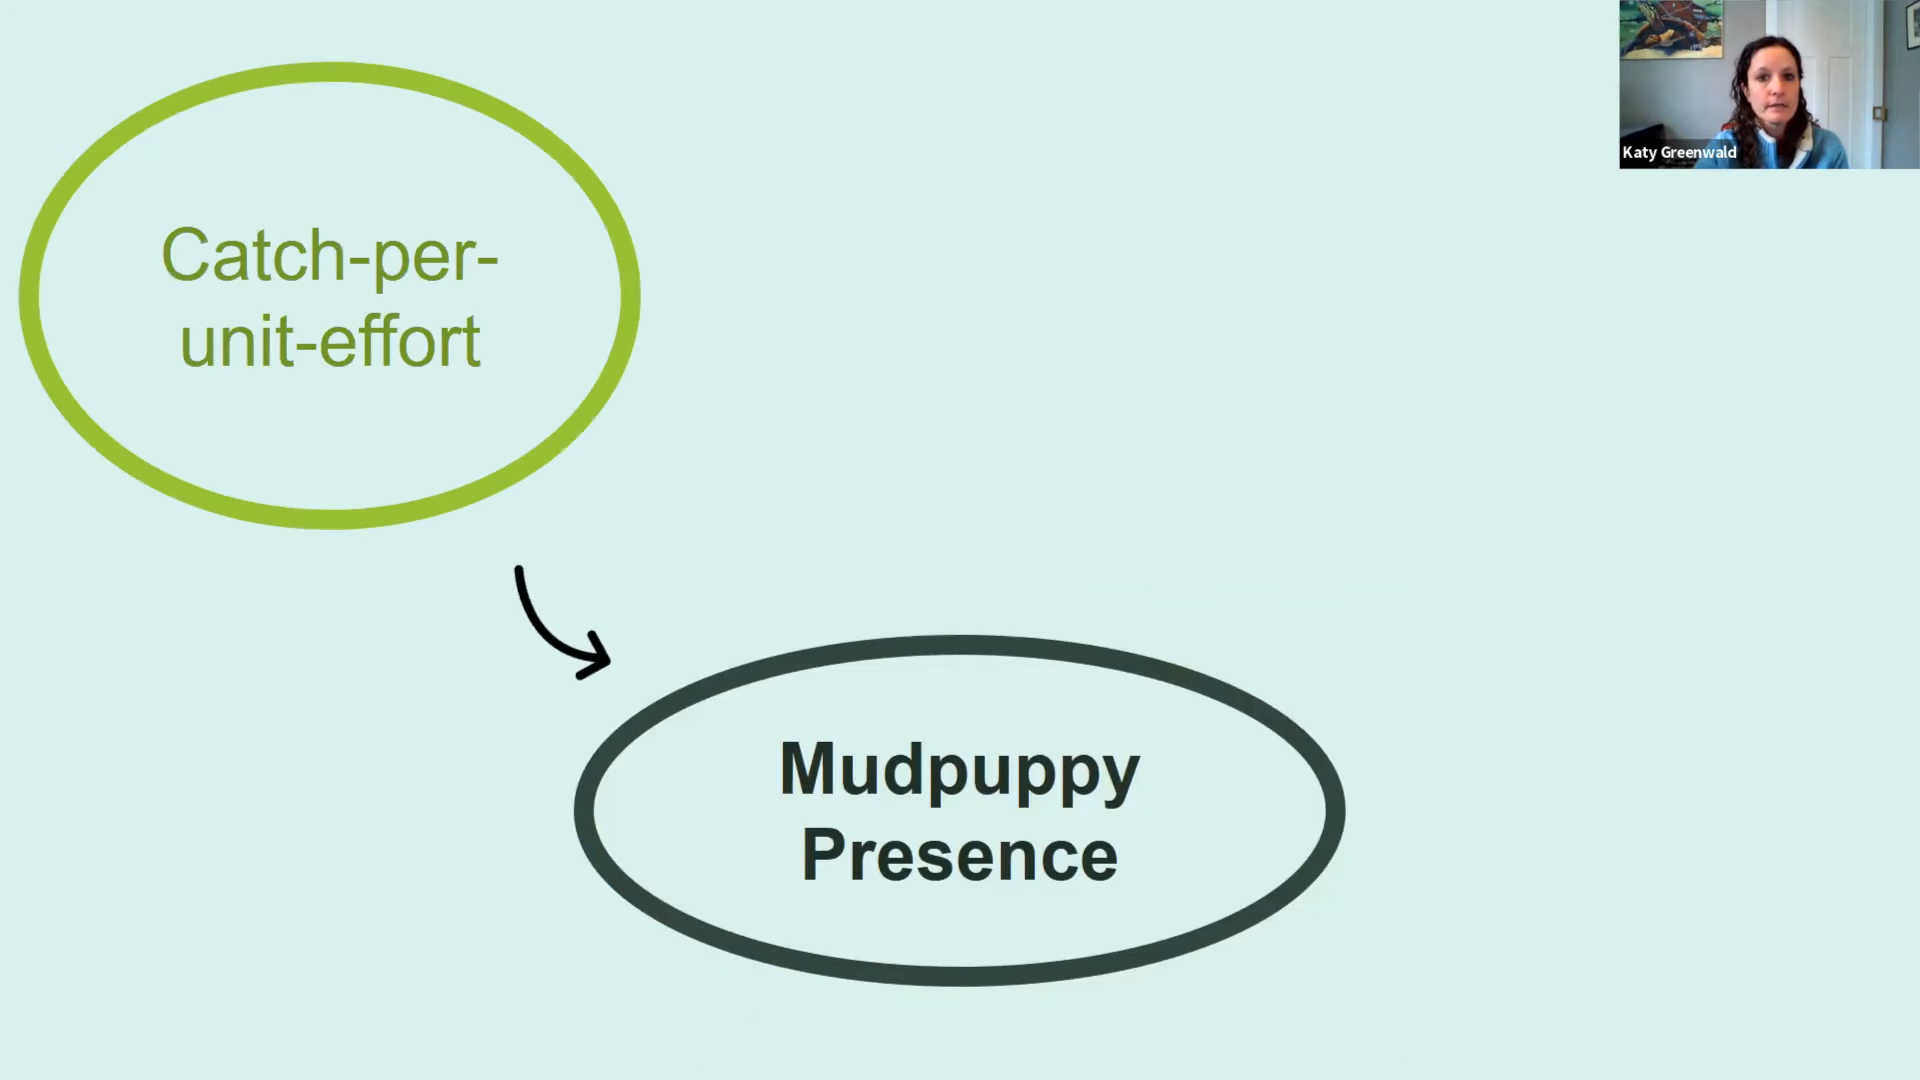 Catch-per-
unit-effort
Katy Greenwald
Mudpuppy
Presence